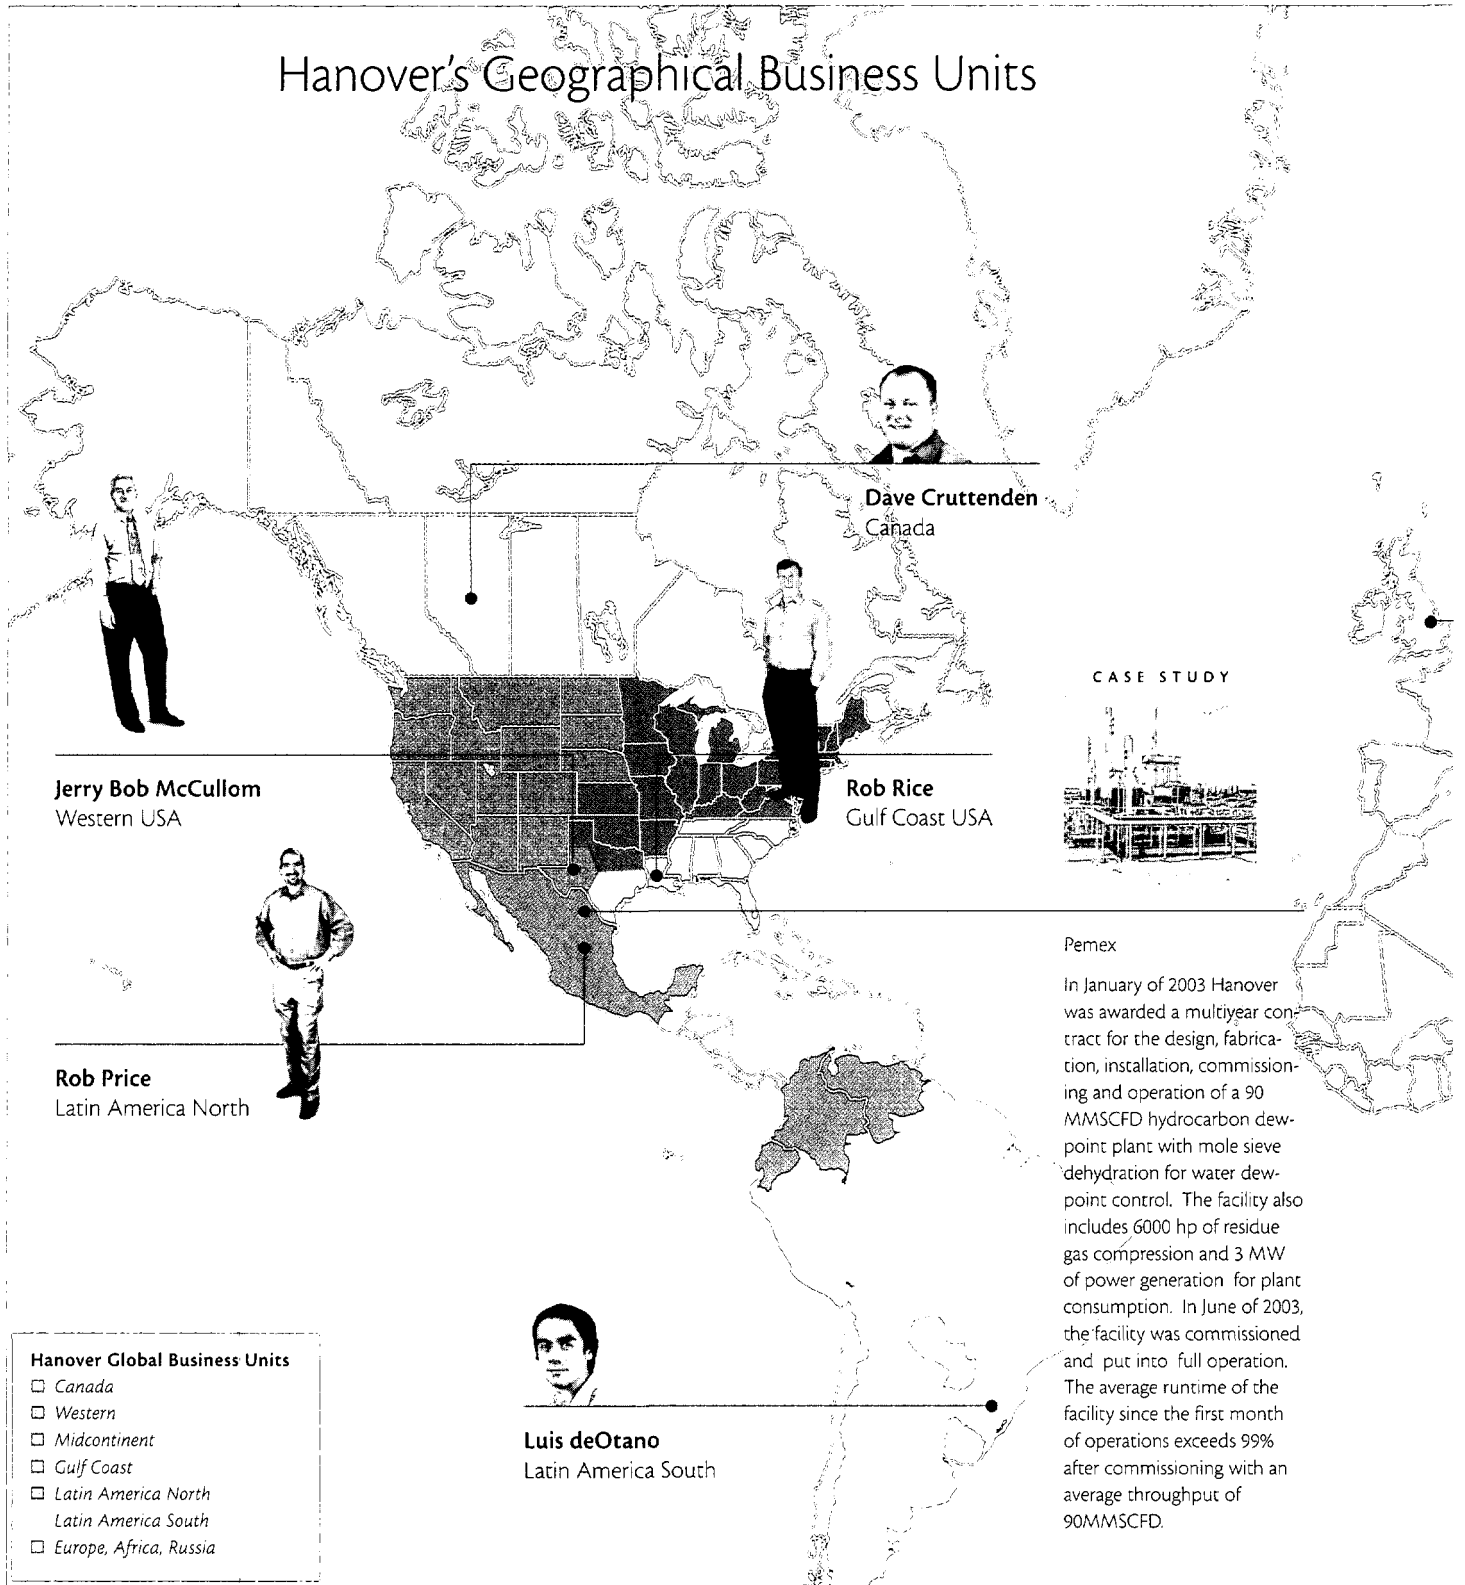 Hanover's Geographical Business Units
Dave Cruttenden
Canada
CASE STUDY
Jerry Bob McCullom
Western USA
Rob Rice
Gulf Coast USA
Rob Price
Latin America North
Pemex
In January of 2003 Hanover
was awarded a multiyear con-
tract for the design, fabrica-
tion, installation, commission-
ing and operation of a 90
MMSCFD hydrocarbon dew-
point plant with mole sieve
dehydration for water dew-
point control. The facility also
includes 6000 hp of residue
gas compression and 3 MW
of power generation for plant
consumption. In June of 2003,
the facility was commissioned
and put into full operation.
The average runtime of the
facility since the first month
of operations exceeds 99%
after commissioning with an
average throughput of
90MMSCFD.
Luis deOtano
Latin America South
Hanover Global Business Units
Canada
Western
Midcontinent
Gulf Coast
Latin America North
Latin America South
Europe, Africa, Russia